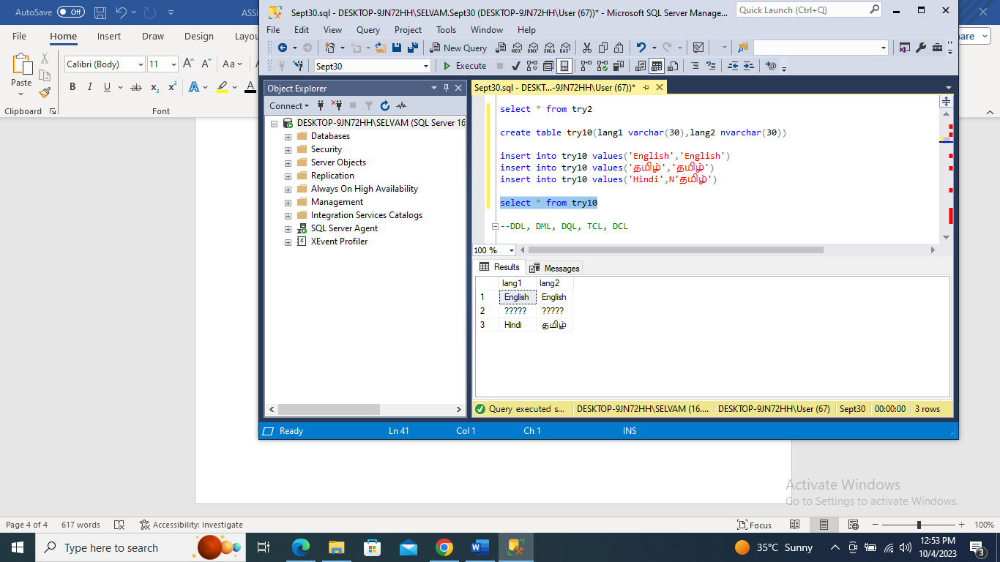 AutoSave Off
ASSI
Sept30.sql - DESKTOP-9JN72HH\SELVAM.Sept30 (DESKTOP-9JN72HH\User (67))* - Microsoft SQL Server Manage...
Quick Launch (Ctrl+Q)
File Home Insert Draw Design Layou
File Edit View Query Project Tools Window Help
are
New Query
MDX DMX XMLA DAX
Calibri (Body) 11 A A Aa
Paste
B I U ab x2 x2 A A
Clipboard Font
Sept30 Execute
Object Explorer
Sept30.sql - DESKT...-9JN72HH\User (67))*
Connect
DESKTOP-9JN72HH\SELVAM (SQL Server 16
Databases
Security
Server Objects
Replication
Always On High Availability
Management
Integration Services Catalogs
SQL Server Agent
XEvent Profiler
select * from try2
create table try10(lang1 varchar(30),lang2 nvarchar(30))
insert into try10 values('English','English')
insert into try10 values('தமிழ்','தமிழ்')
insert into try10 values('Hindi',N'தமிழ்')
select * from try10
--DDL, DML, DQL, TCL, DCL
100 %
Results Messages
lang1 lang2
1 English English
2 ????? ?????
3 Hindi தமிழ்
Query executed s... DESKTOP-9JN72HH\SELVAM (16.... DESKTOP-9JN72HH\User (67) Sept30 00:00:00 3 rows
Ready Ln 41 Col 1 Ch 1 INS
Activate Windows
Go to Settings to activate Windows.
Page 4 of 4 617 words Accessibility: Investigate Focus 100%
Type here to search
35°C Sunny
12:53 PM
10/4/2023
3